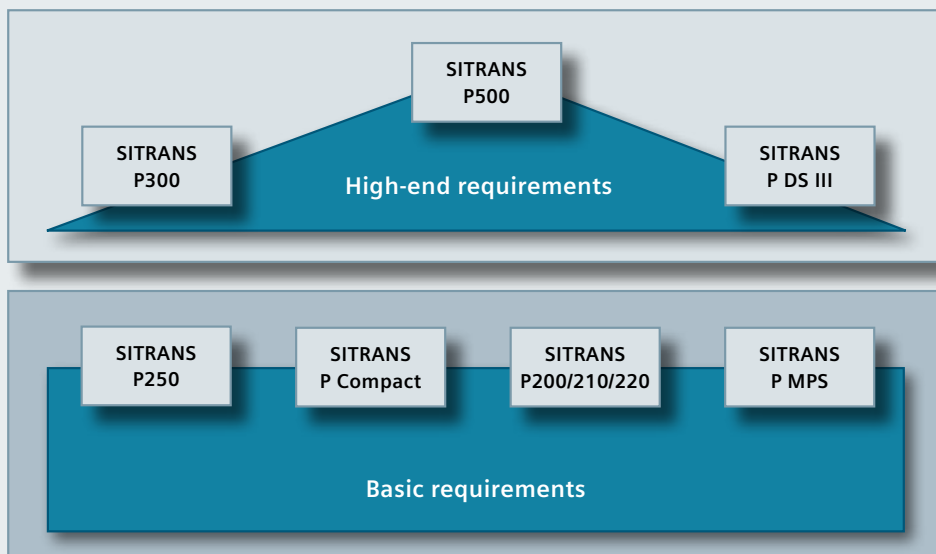 SITRANS
P500
SITRANS
P300
SITRANS
P DS III
High-end requirements
SITRANS
P250
SITRANS
P Compact
SITRANS
P200/210/220
SITRANS
P MPS
Basic requirements